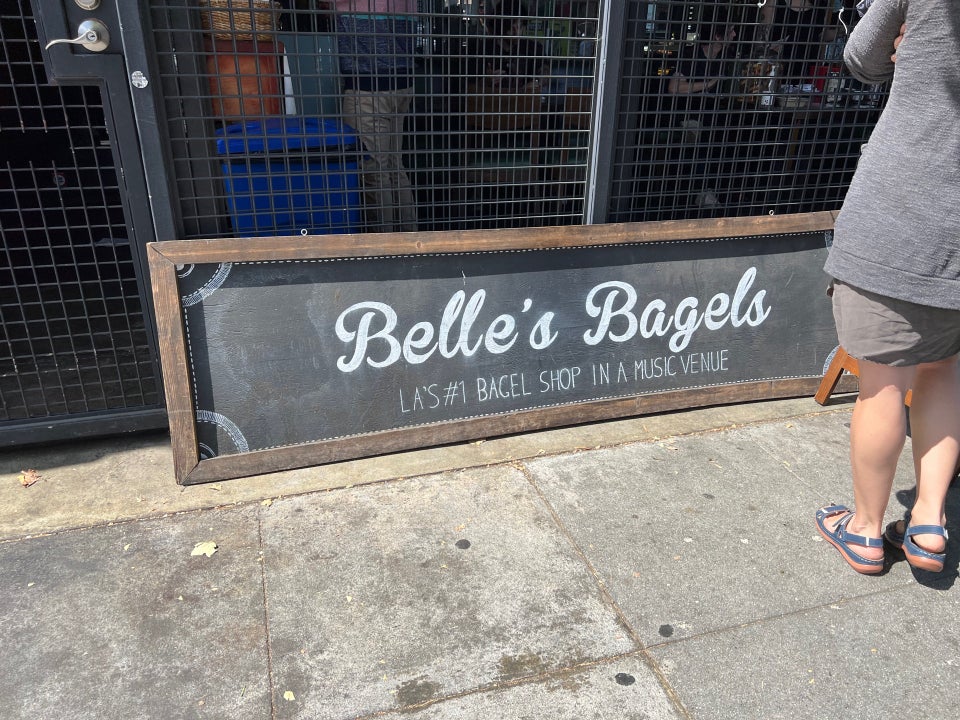 Belle's Bagels
LA'S #1 BAGEL SHOP IN A MUSIC VENUE